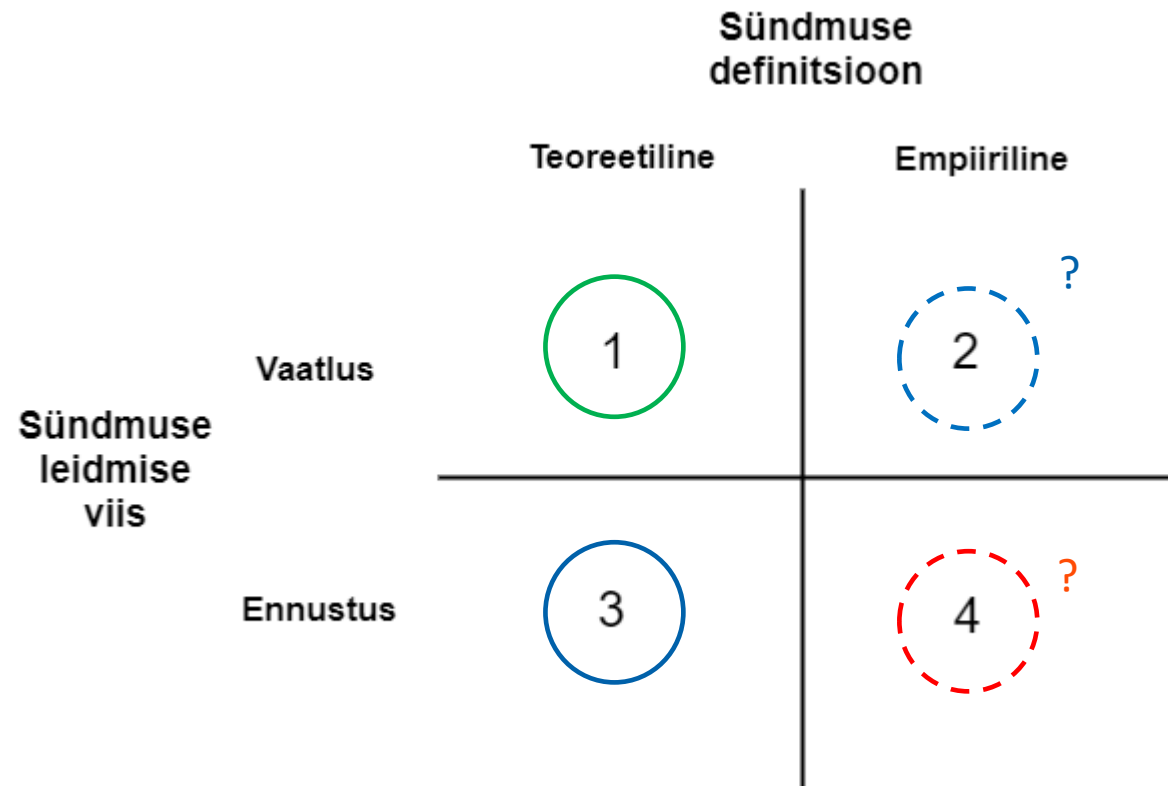 Sündmuse
definitsioon
Teoreetiline
Empiiriline
?
Vaatlus
1
2
Sündmuse
leidmise
viis
?
Ennustus
3
4